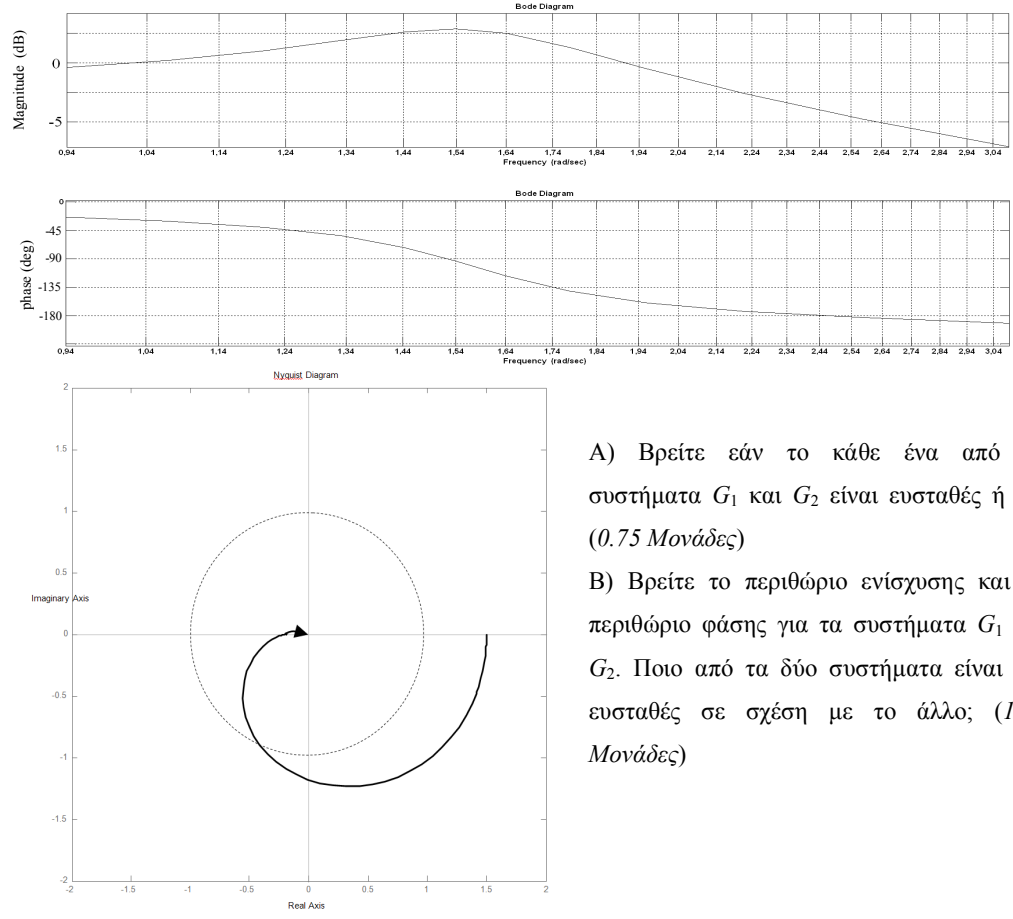 Bode Diagram
Magnitude (dB)
0
-5
0,94 1,04 1,14 1,24 1,34 1,44 1,54 1,64 1,74 1,84 1,94 2,04 2,14 2,24 2,34 2,44 2,54 2,64 2,74 2,84 2,94 3,04
Frequency (rad/sec)
Bode Diagram
phase (deg)
0
-45
-90
-135
-180
0,94 1,04 1,14 1,24 1,34 1,44 1,54 1,64 1,74 1,84 1,94 2,04 2,14 2,24 2,34 2,44 2,54 2,64 2,74 2,84 2,94 3,04
Frequency (rad/sec)
Nyquist Diagram
2
1.5
1
0.5
Imaginary Axis
0
-0.5
-1
-1.5
-2
-2 -1.5 -1 -0.5 0 0.5 1 1.5 2
Real Axis
Α) Βρείτε εάν το κάθε ένα από
συστήματα G1 και G2 είναι ευσταθές ή
(0.75 Μονάδες)
Β) Βρείτε το περιθώριο ενίσχυσης και
περιθώριο φάσης για τα συστήματα G1
G2. Ποιο από τα δύο συστήματα είναι
ευσταθές σε σχέση με το άλλο; (1
Μονάδες)